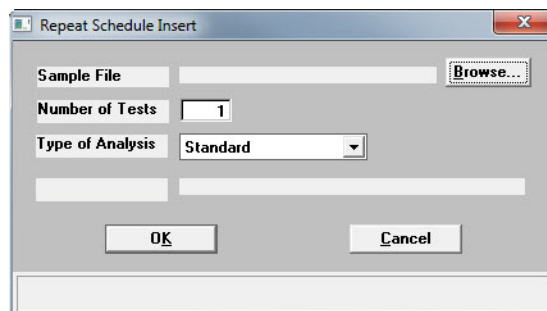 Repeat Schedule Insert
Sample File
Browse...
Number of Tests 1
Type of Analysis Standard
OK Cancel